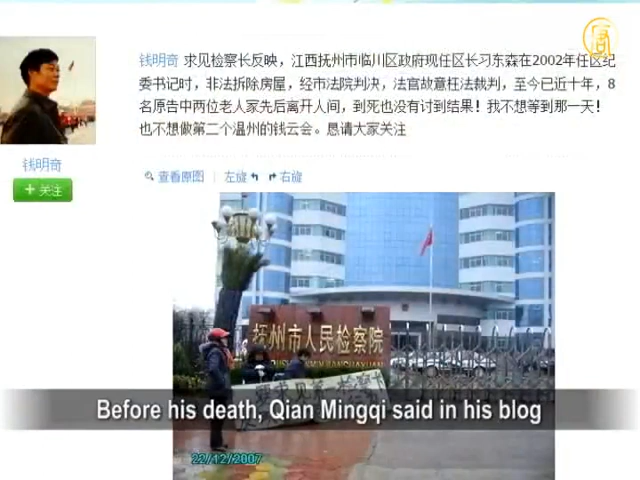 钱明奇 求见检察长反映，江西抚州市临川区政府现任区长习东森在2002年任区纪
委书记时，非法拆除房屋，经市法院判决，法官故意枉法裁判，至今已近十年，8
名原告中两位老人家先后离开人间，到死也没有讨到结果！我不想等到那一天！
也不想做第二个温州的钱云会。恳请大家关注
钱明奇
+ 关注
查看原图 左旋 右旋
抚州市人民检察院
Before his death, Qian Mingqi said in his blog
22/12/2007